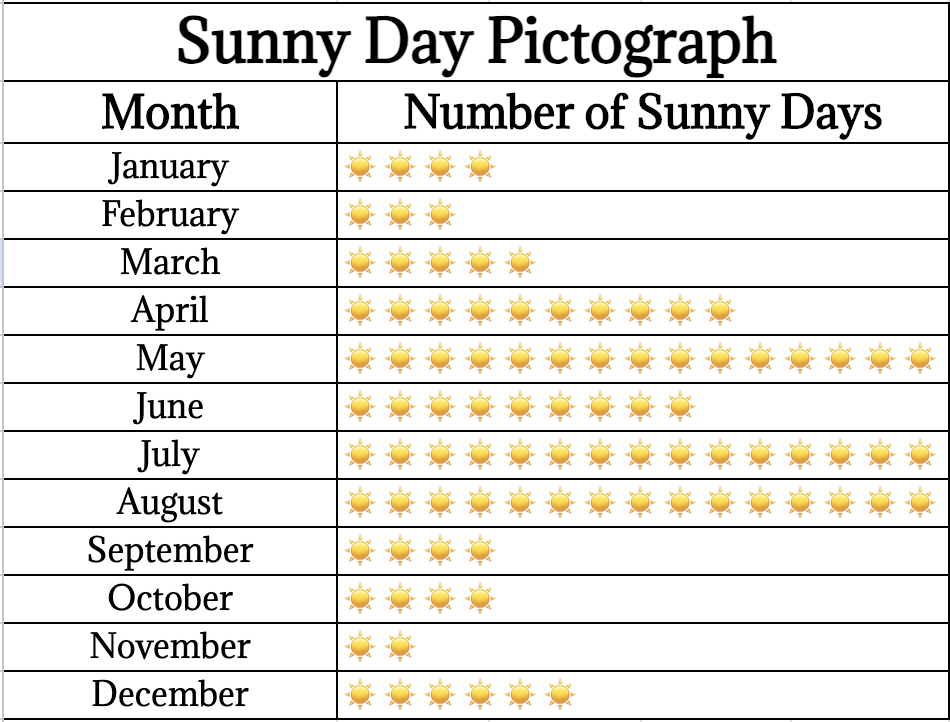 Sunny Day Pictograph
Month Number of Sunny Days
January
February
March
April
May
June
July
August
September
October
November
December